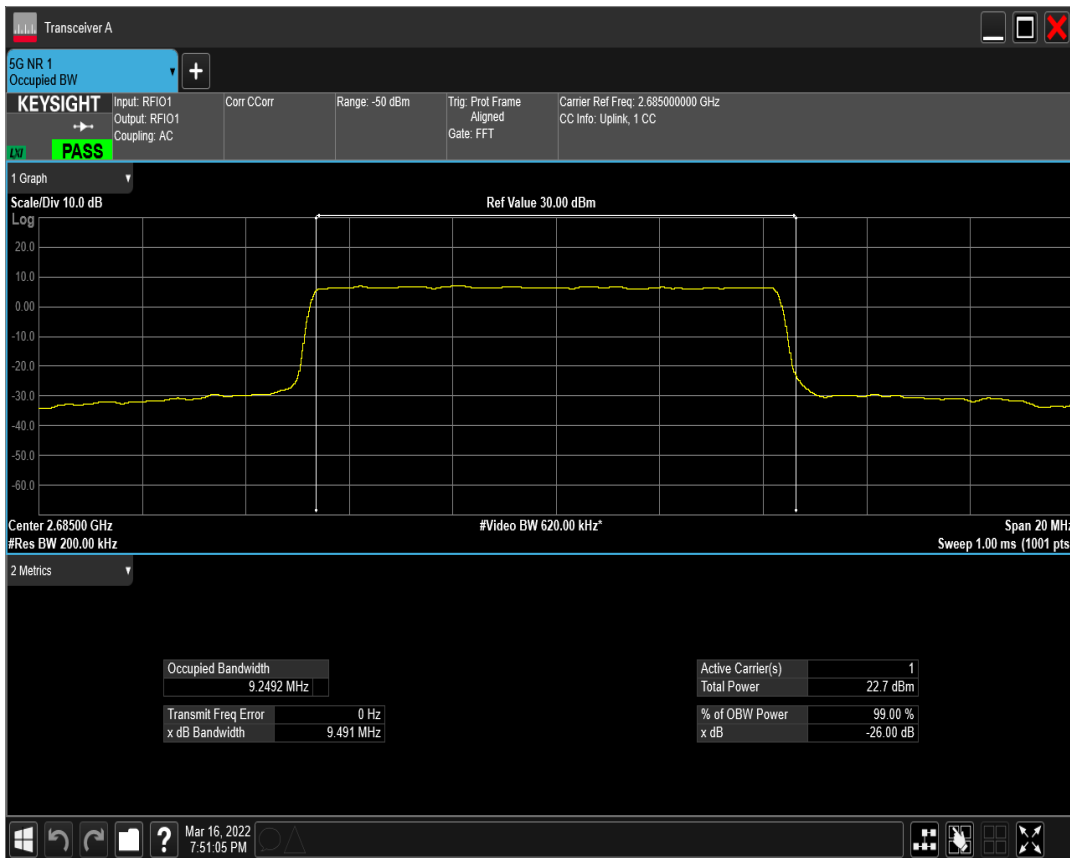 Transceiver A
5G NR 1
Occupied BW
KEYSIGHT
LXI
PASS
Input: RFIO1
Output: RFIO1
Coupling: AC
Corr CCorr
Range: -50 dBm
Trig: Prot Frame
Aligned
Gate: FFT
Carrier Ref Freq: 2.685000000 GHz
CC Info: Uplink, 1 CC
1 Graph
Scale/Div 10.0 dB
Ref Value 30.00 dBm
Log
20.0
10.0
0.00
-10.0
-20.0
-30.0
-40.0
-50.0
-60.0
Center 2.68500 GHz
#Video BW 620.00 kHz*
Span 20 MHz
#Res BW 200.00 kHz
Sweep 1.00 ms (1001 pts
2 Metrics
Occupied Bandwidth
9.2492 MHz
Transmit Freq Error 0 Hz
x dB Bandwidth 9.491 MHz
Active Carrier(s) 1
Total Power 22.7 dBm
% of OBW Power 99.00 %
x dB -26.00 dB
?
Mar 16, 2022
7:51:05 PM